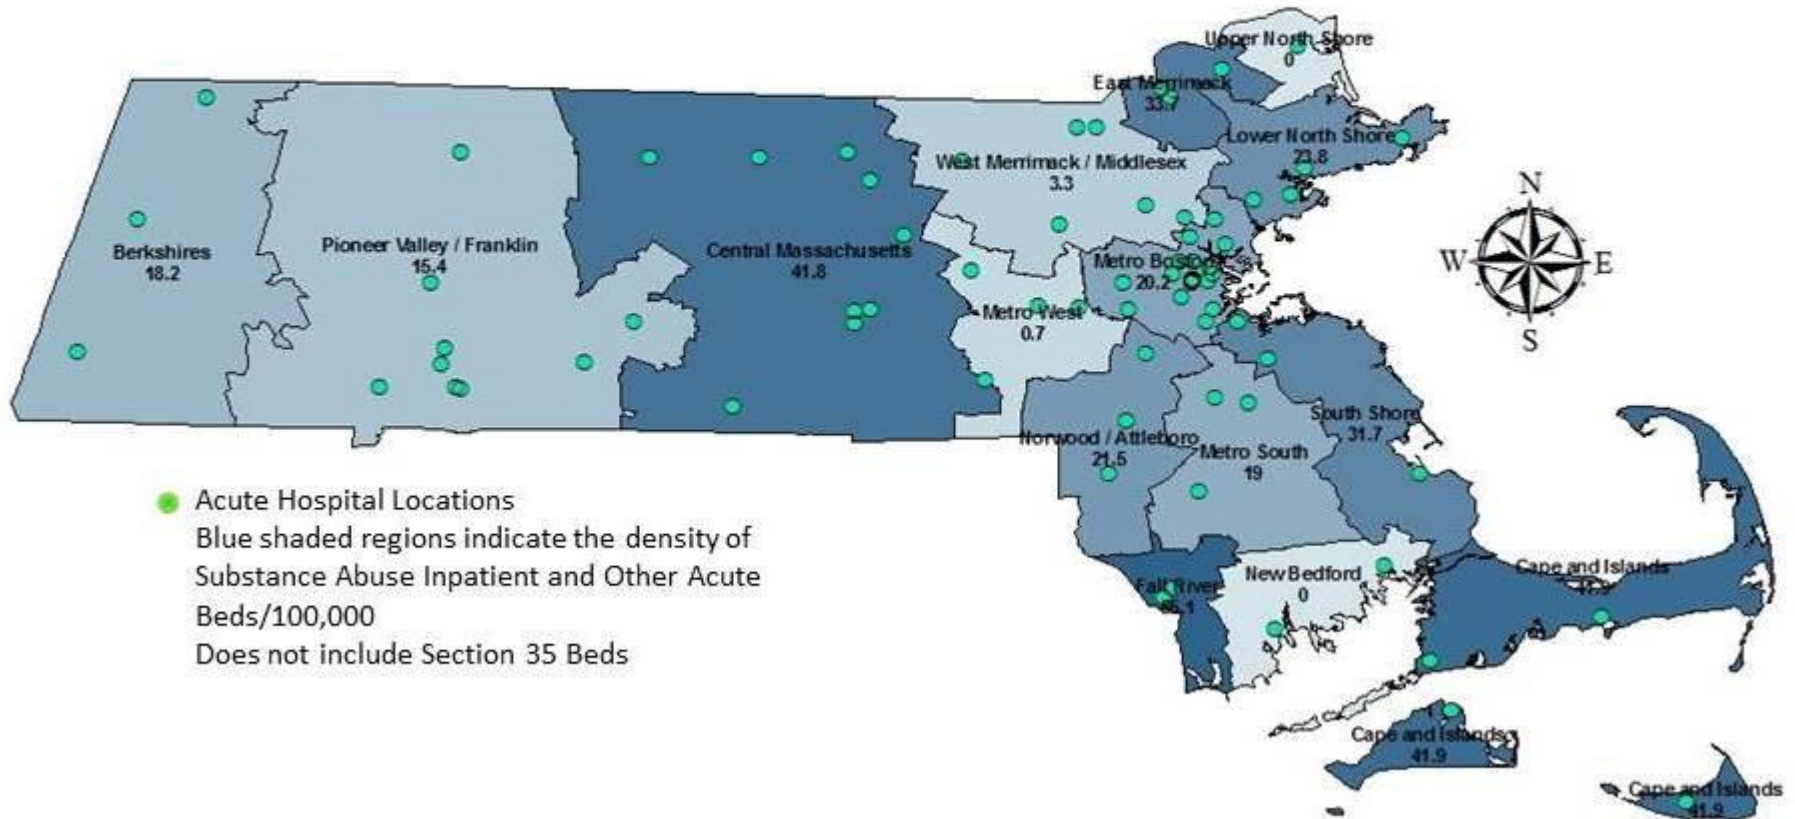 Upper North Shore
0
East Merrimack
33.7
Lower North Shore
23.8
West Merrimack / Middlesex
3.3
N
W
E
S
Berkshires
18.2
Pioneer Valley / Franklin
15.4
Central Massachusetts
41.8
Metro Boston
20.2
Metro West
0.7
South Shore
31.7
Norwood / Attleboro
21.5
Metro South
19
Acute Hospital Locations
Blue shaded regions indicate the density of
Substance Abuse Inpatient and Other Acute
Beds/100,000
Does not include Section 35 Beds
Fall River
New Bedford
0
Cape and Islands
41.9
Cape and Islands
41.9
Cape and Islands
41.9